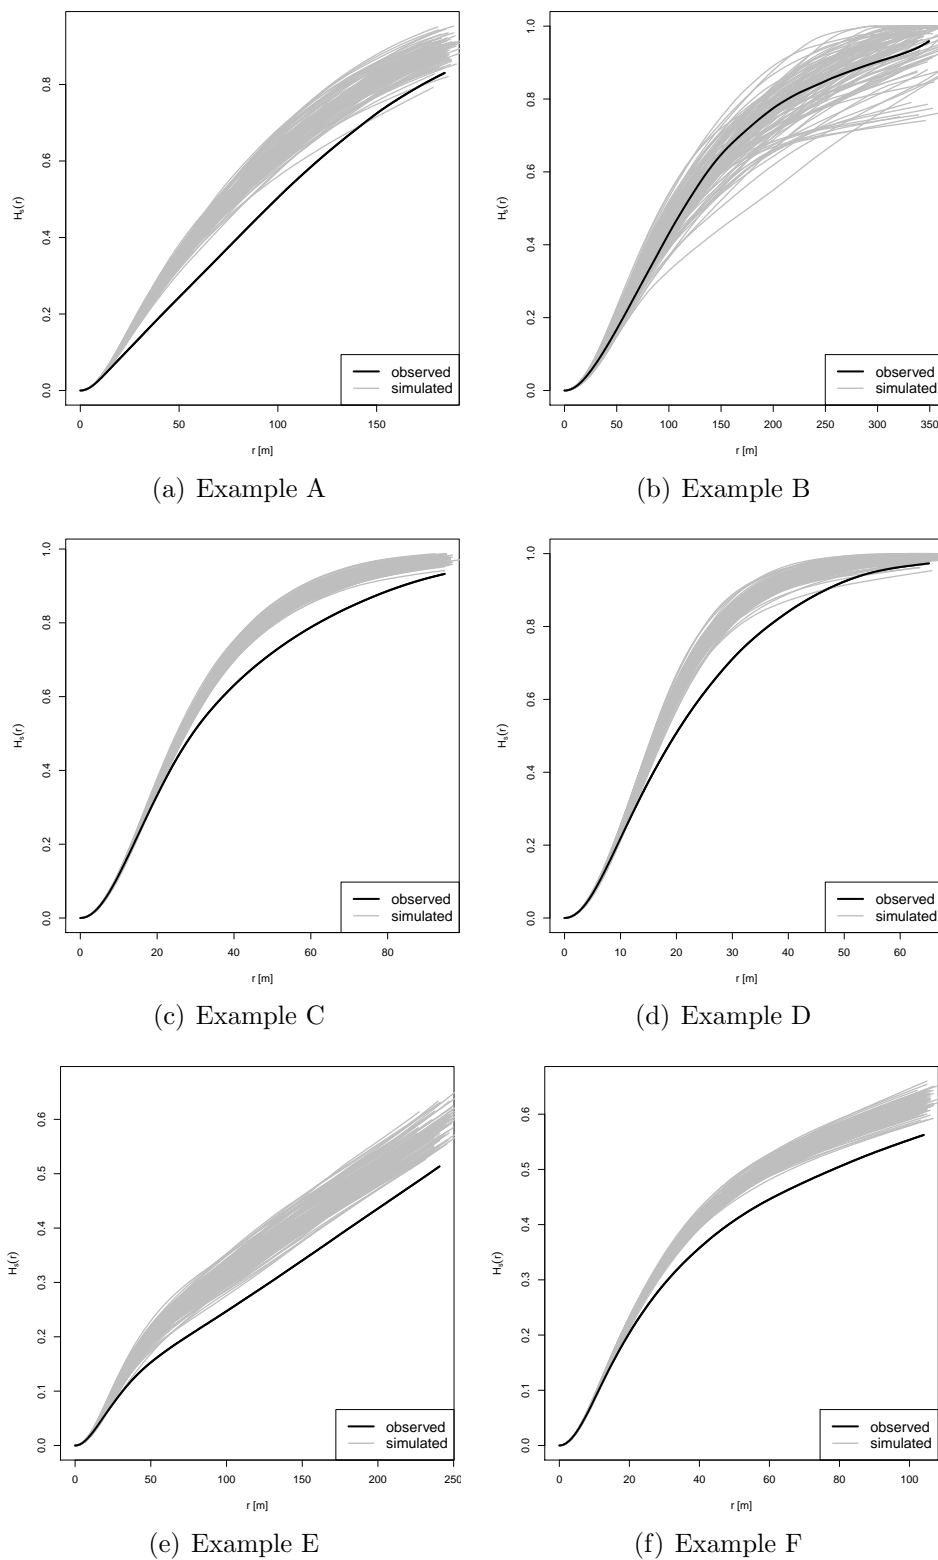 0.8
0.6
Hs(r)
0.4
0.2
0.0
observed
simulated
0 50 100 150
r [m]
(a) Example A
1.0
0.8
0.6
Hs(r)
0.4
0.2
0.0
observed
simulated
0 50 100 150 200 250 300 350
r [m]
(b) Example B
1.0
0.8
0.6
Hs(r)
0.4
0.2
0.0
observed
simulated
0 20 40 60 80
r [m]
(c) Example C
1.0
0.8
0.6
Hs(r)
0.4
0.2
0.0
observed
simulated
0 10 20 30 40 50 60
r [m]
(d) Example D
0.6
0.5
0.4
Hs(r)
0.3
0.2
0.1
0.0
observed
simulated
0 50 100 150 200 250
r [m]
(e) Example E
0.6
0.5
0.4
Hs(r)
0.3
0.2
0.1
0.0
observed
simulated
0 20 40 60 80 100
r [m]
(f) Example F